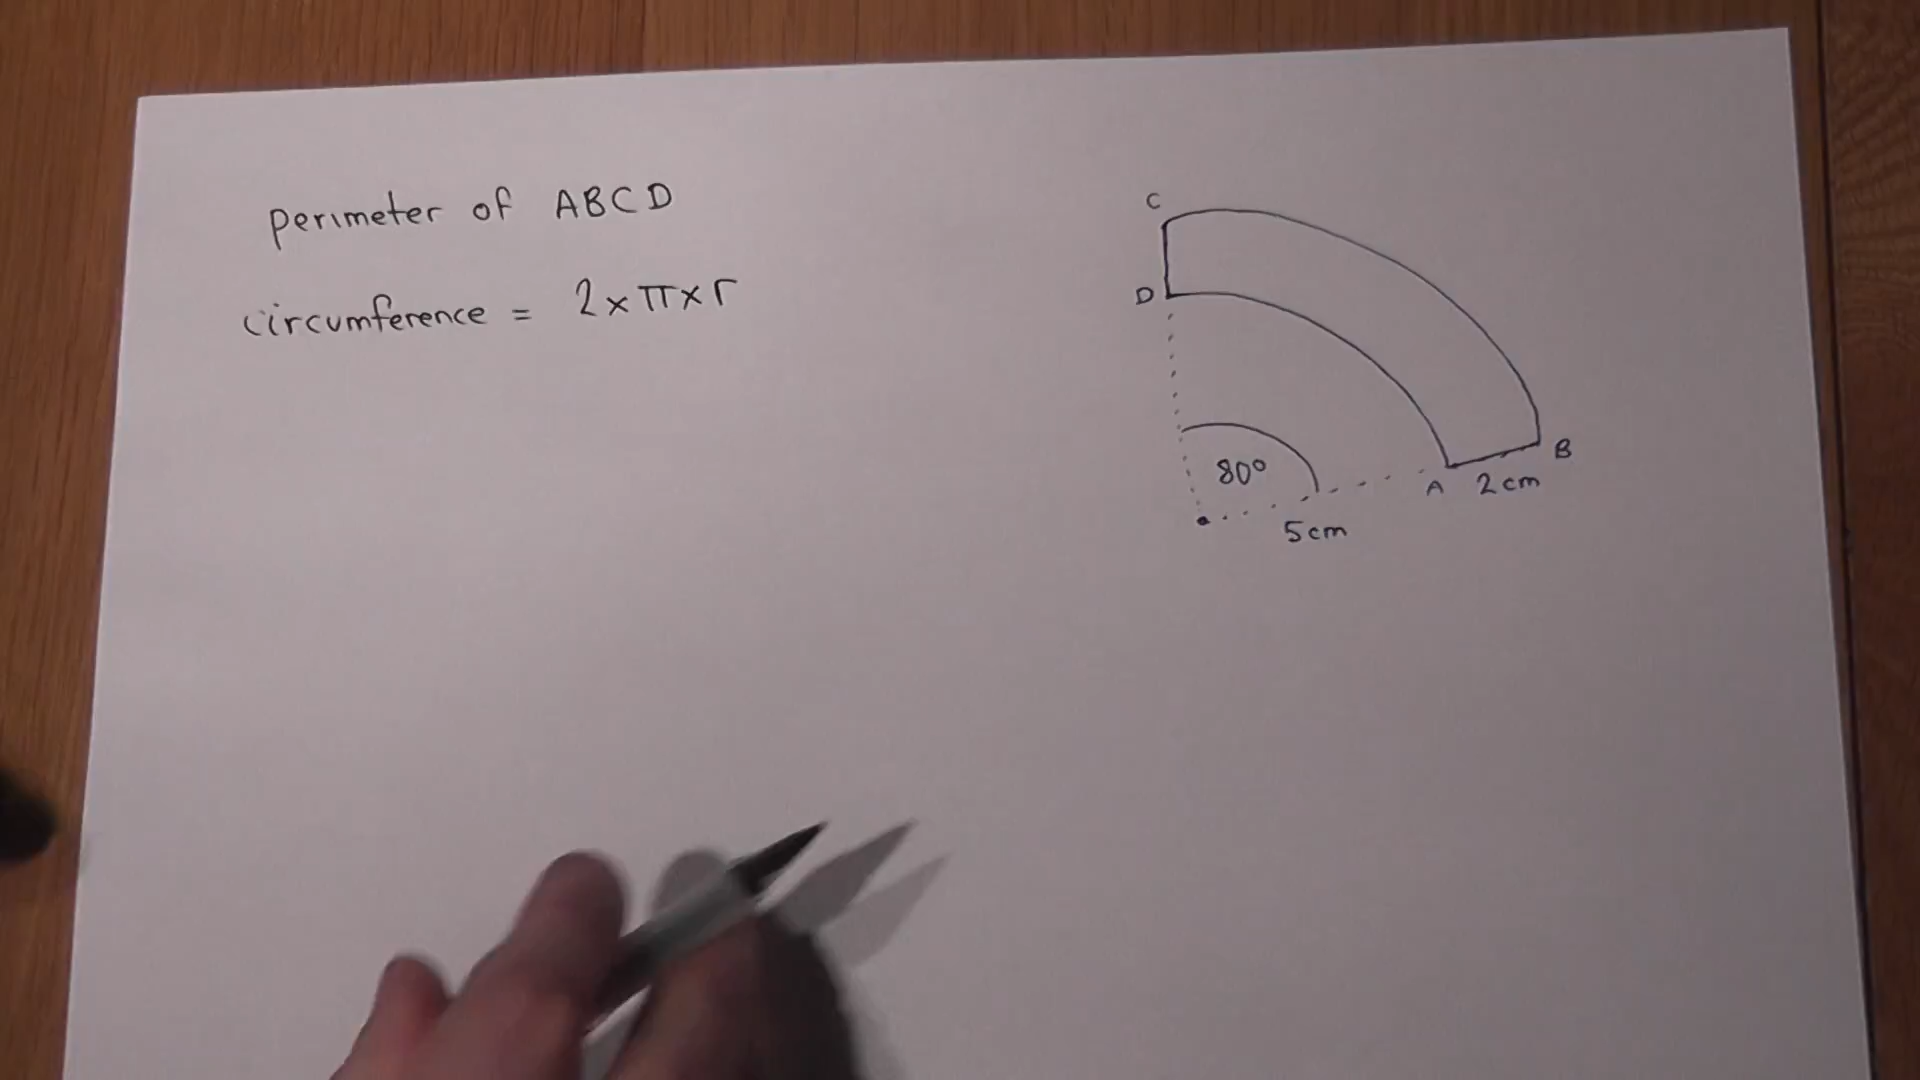 perimeter of ABCD
circumference = 2 × π × r
C
D
B
80°
A 2cm
5cm